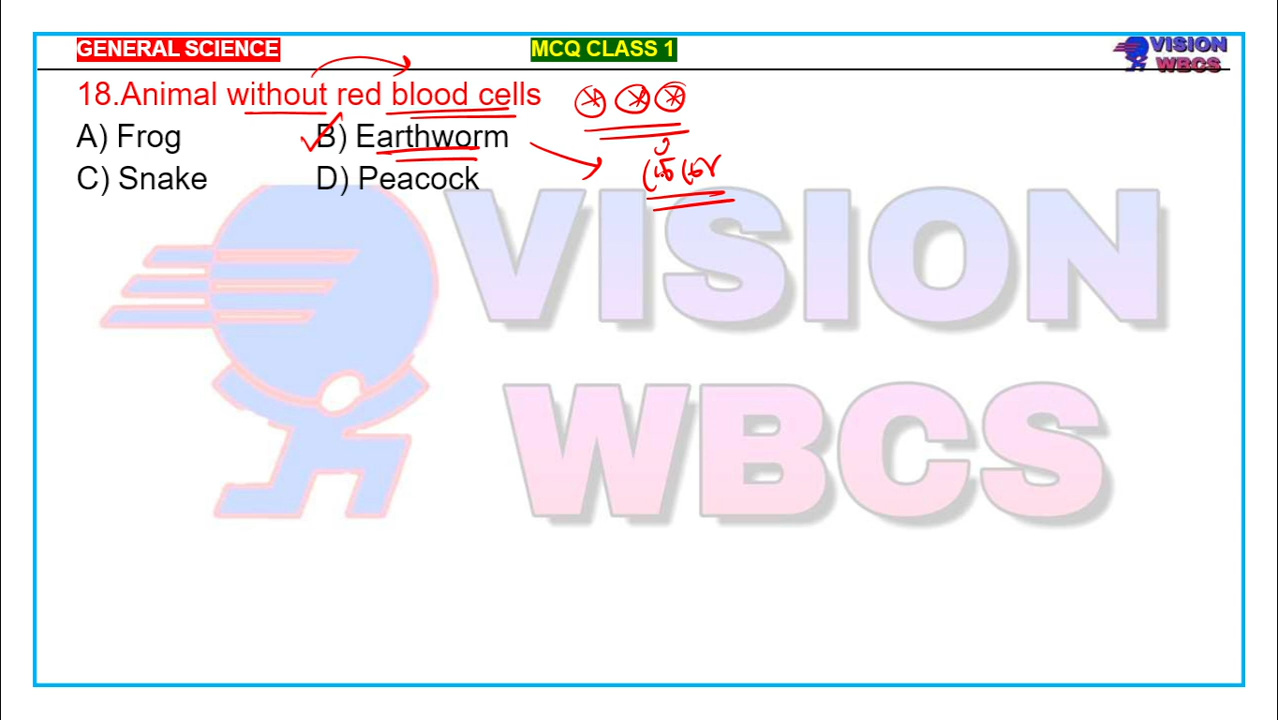 GENERAL SCIENCE MCQ CLASS 1 VISION WBCS
18.Animal without red blood cells
A) Frog B) Earthworm
C) Snake D) Peacock
VISION
WBCS